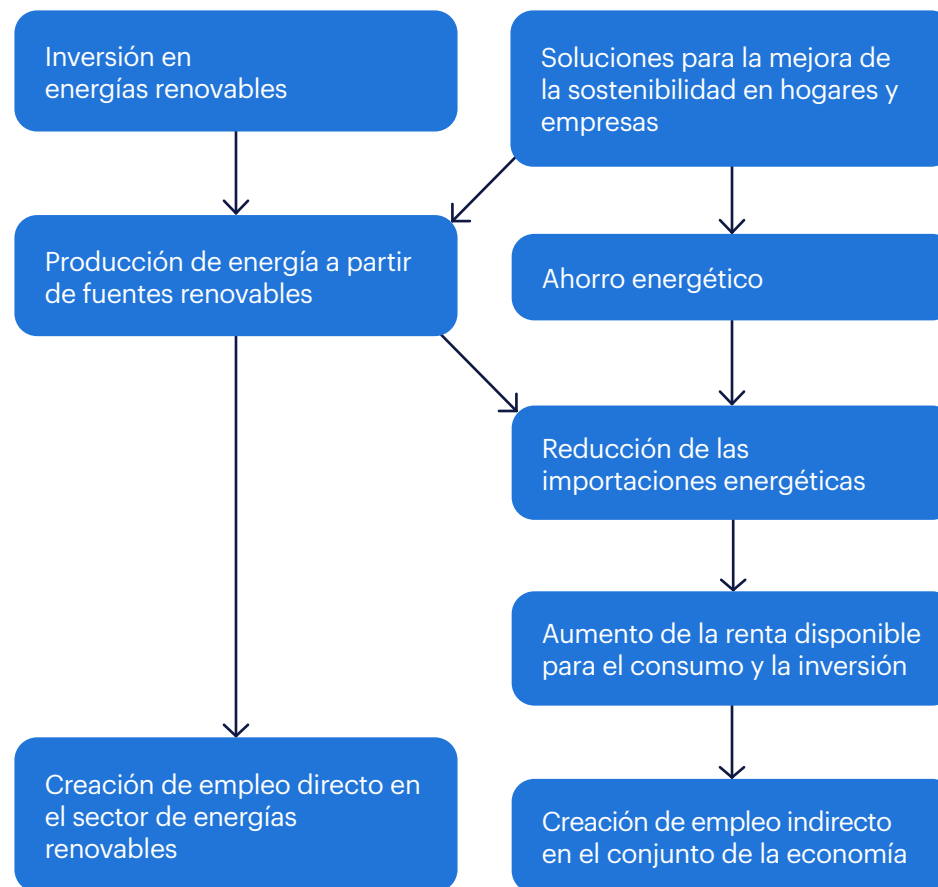 Inversión en
energías renovables
Soluciones para la mejora de
la sostenibilidad en hogares y
empresas
Producción de energía a partir
de fuentes renovables
Ahorro energético
Reducción de las
importaciones energéticas
Aumento de la renta disponible
para el consumo y la inversión
Creación de empleo directo en
el sector de energías
renovables
Creación de empleo indirecto
en el conjunto de la economía